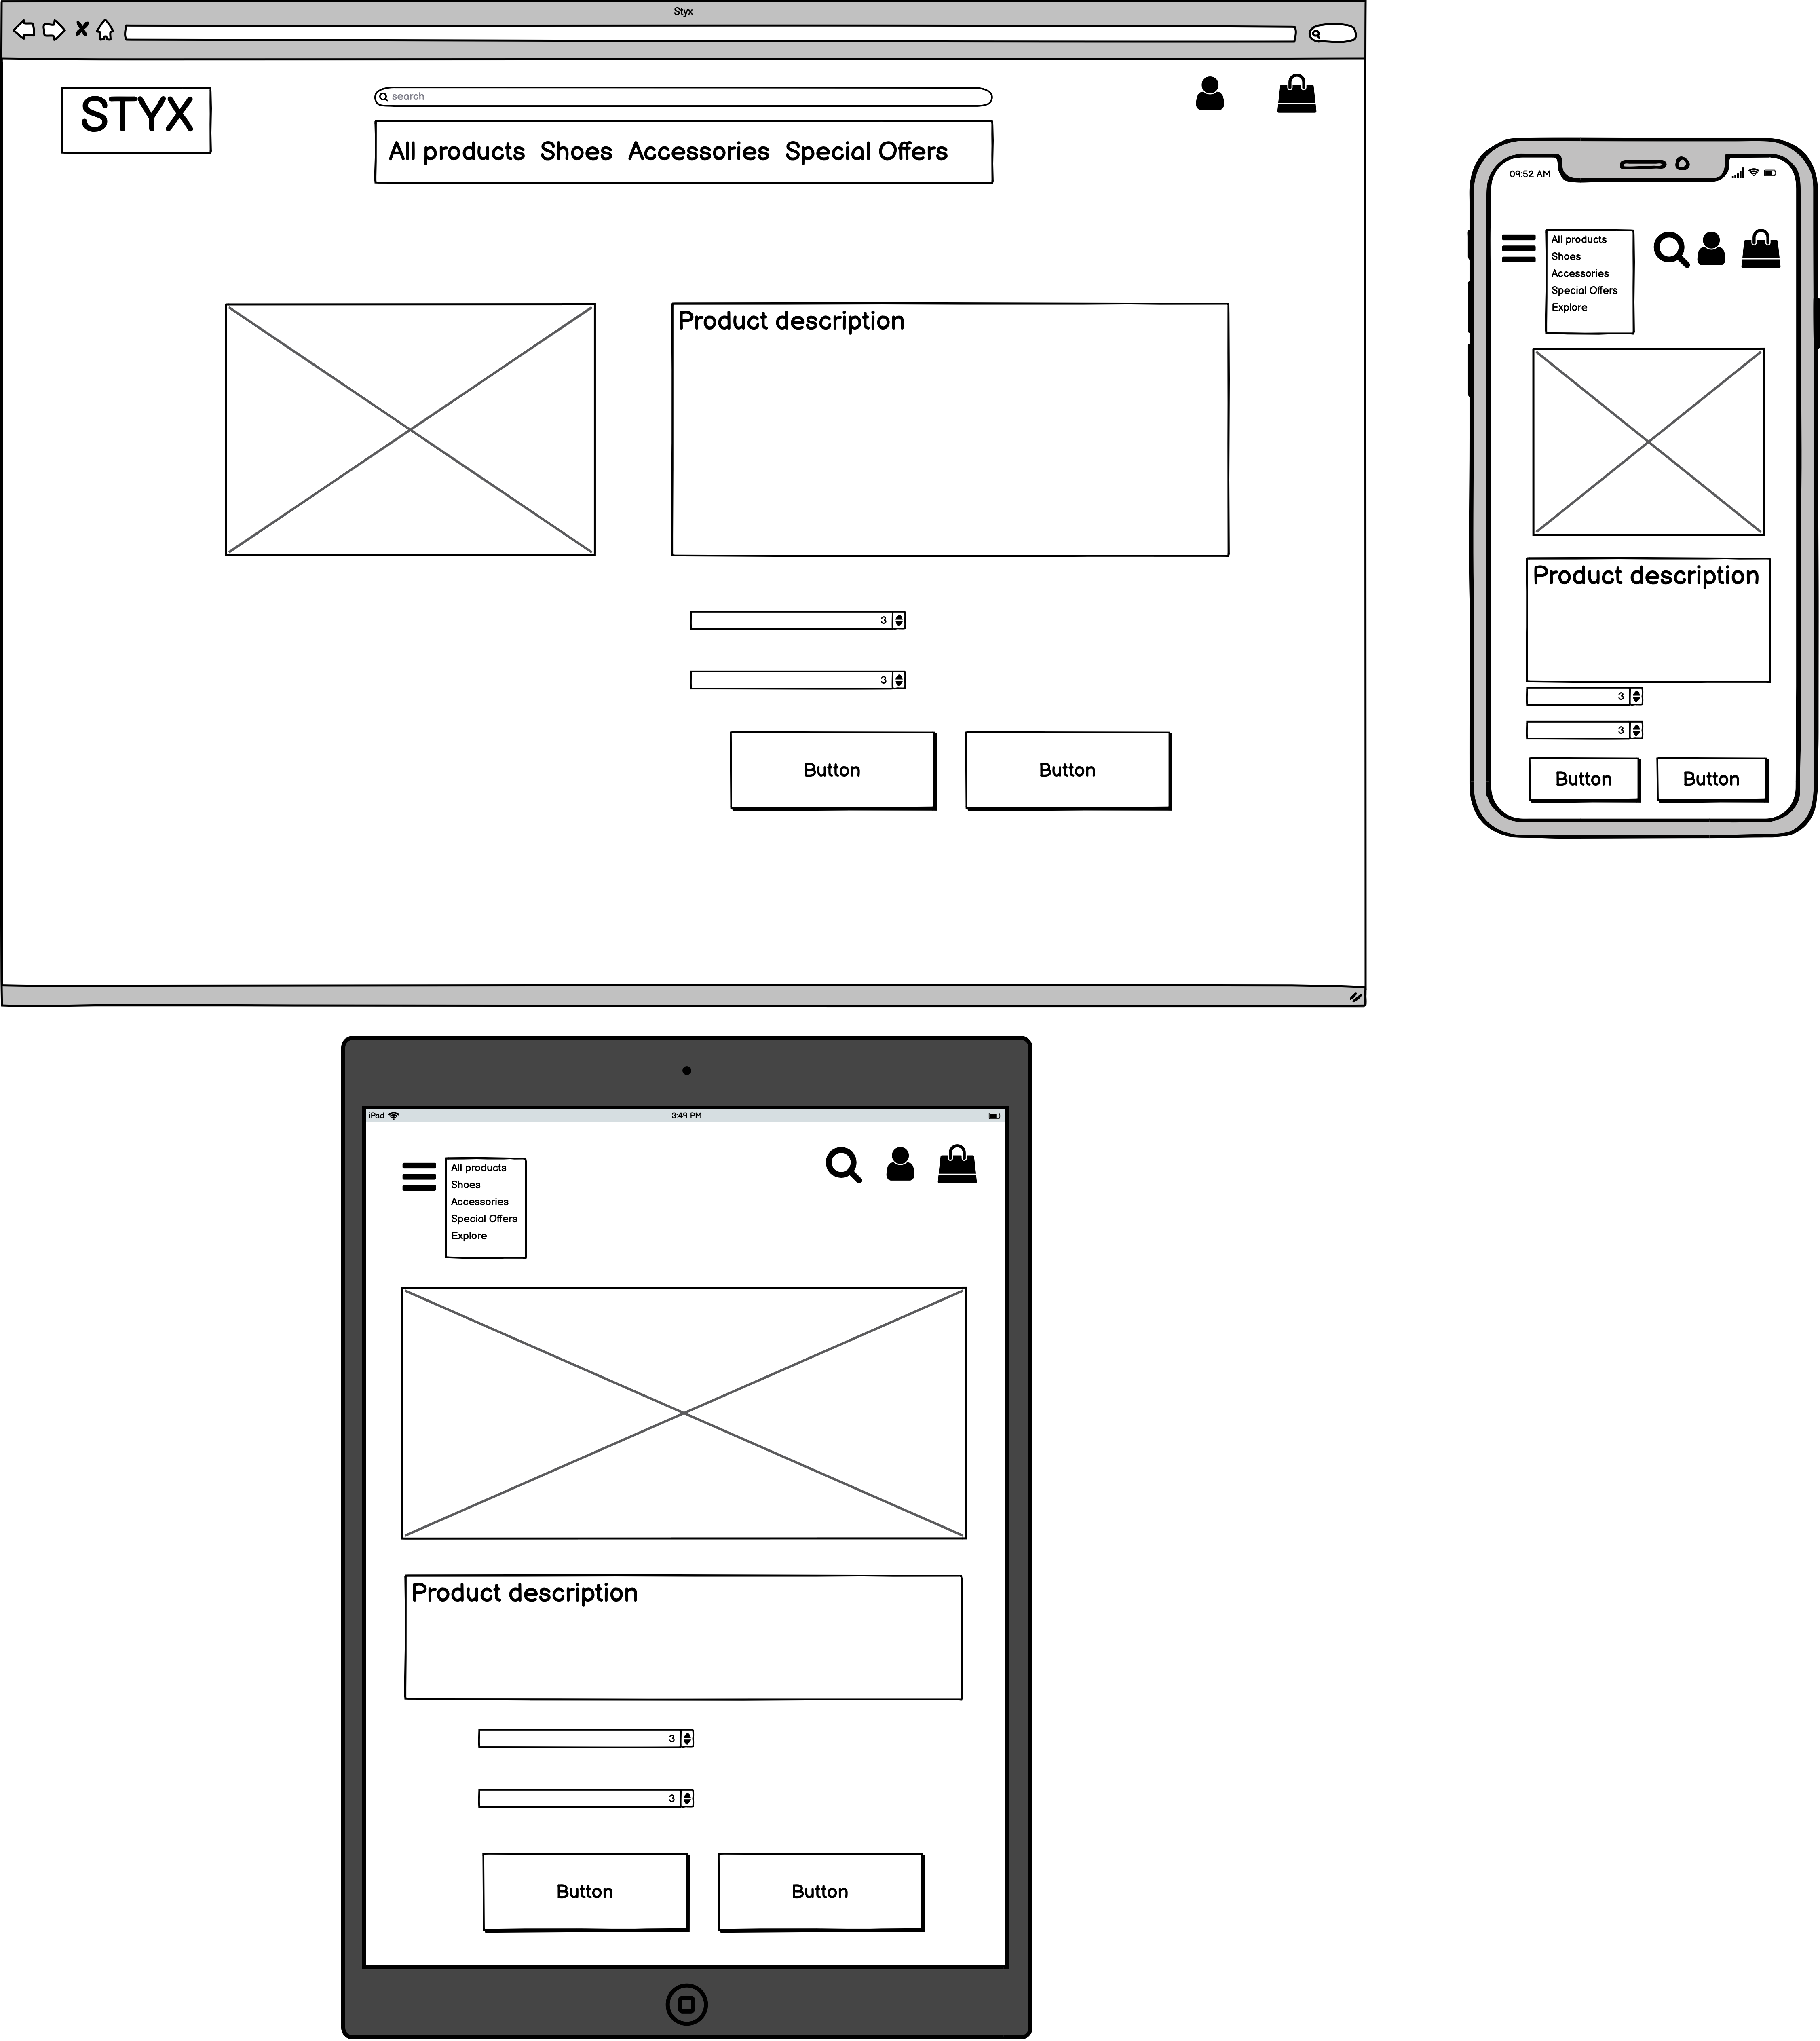 Styx
STYX
search
All products Shoes Accessories Special Offers
Product description
3
3
Button Button
09:52 AM
All products
Shoes
Accessories
Special Offers
Explore
Product description
3
3
Button Button
iPad 3:49 PM
All products
Shoes
Accessories
Special Offers
Explore
Product description
3
3
Button Button